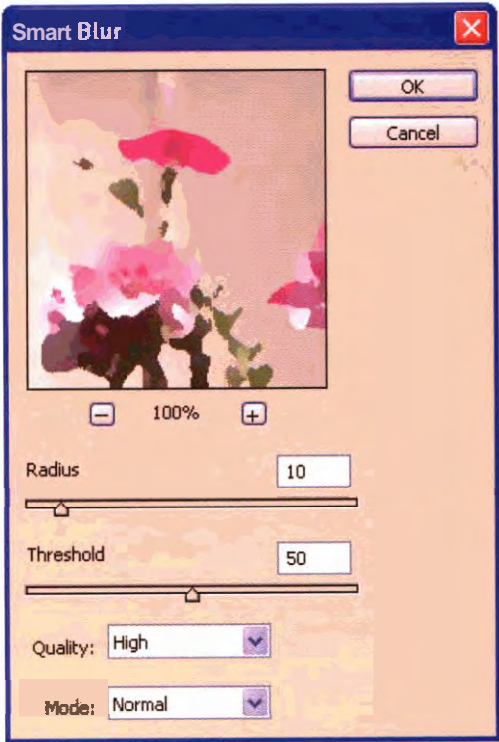 Smart Blur
OK
Cancel
100%
Radius 10
Threshold 50
Quality: High
Mode: Normal